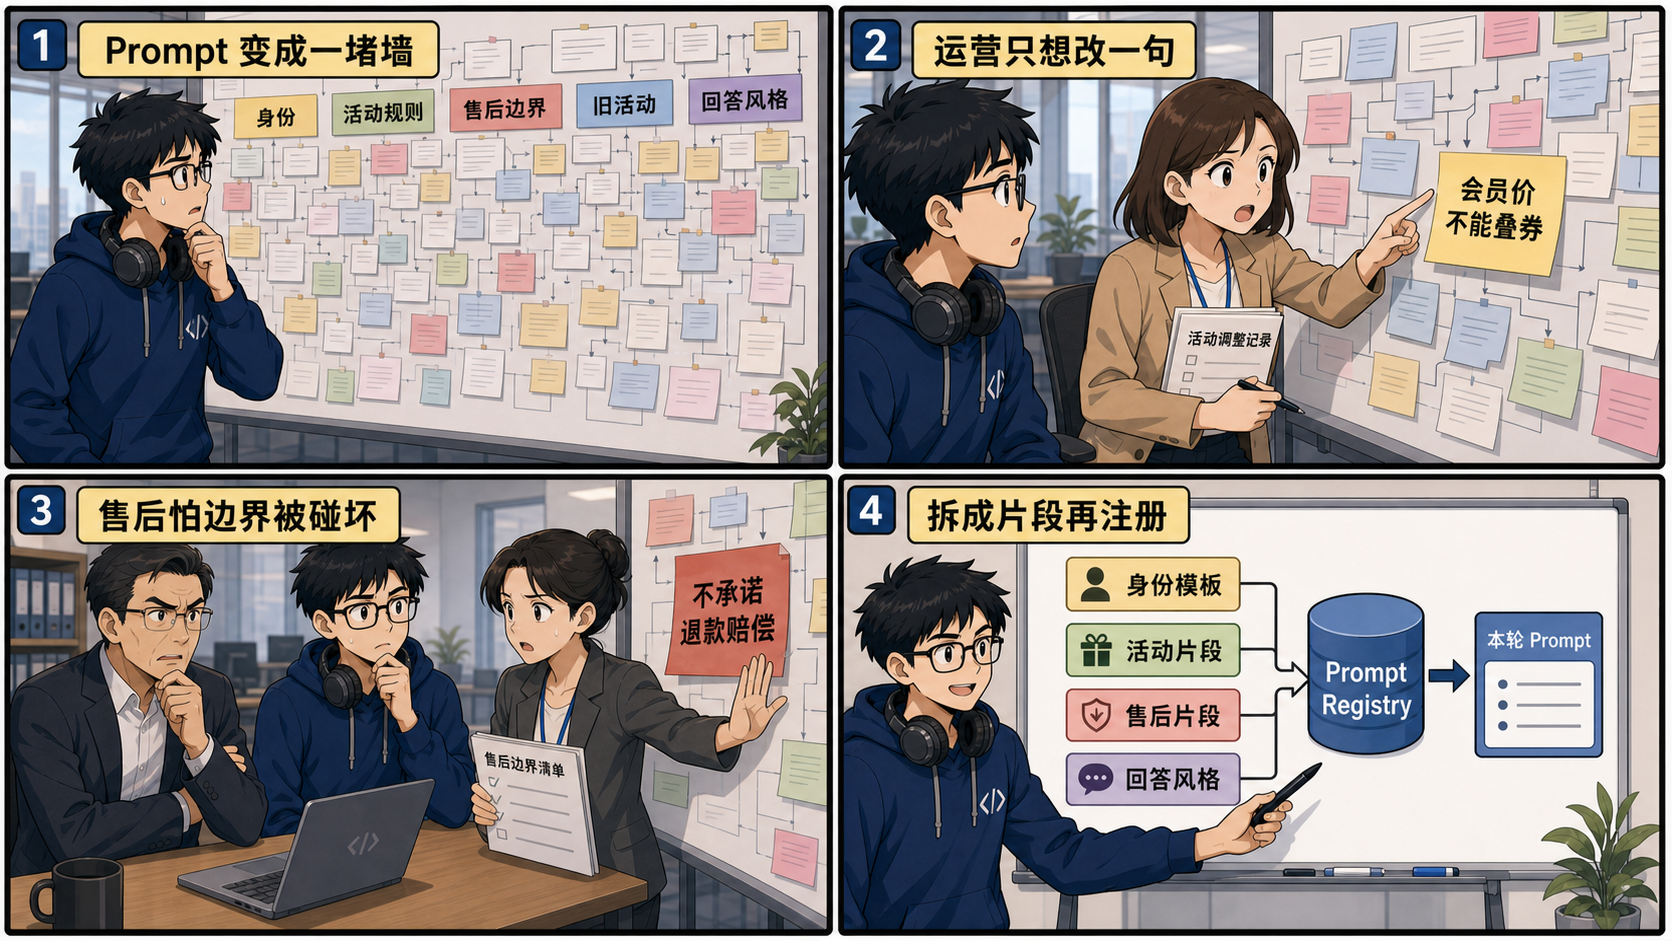 1
Prompt 变成一堵墙
身份
活动规则
售后边界
旧活动
回答风格
</>
2
运营只想改一句
会员价
不能叠券
活动调整记录
</>
3
售后怕边界被碰坏
不承诺
退款赔偿
售后边界清单
</>
4
拆成片段再注册
身份模板
活动片段
售后片段
回答风格
Prompt
Registry
本轮 Prompt
</>